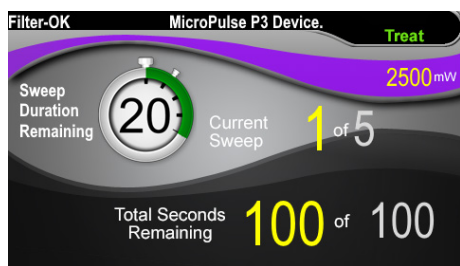 Filter-OK MicroPulse P3 Device. Treat
2500mW
Sweep
Duration
Remaining
20
Current
Sweep
1 of 5
Total Seconds
Remaining
100 of 100